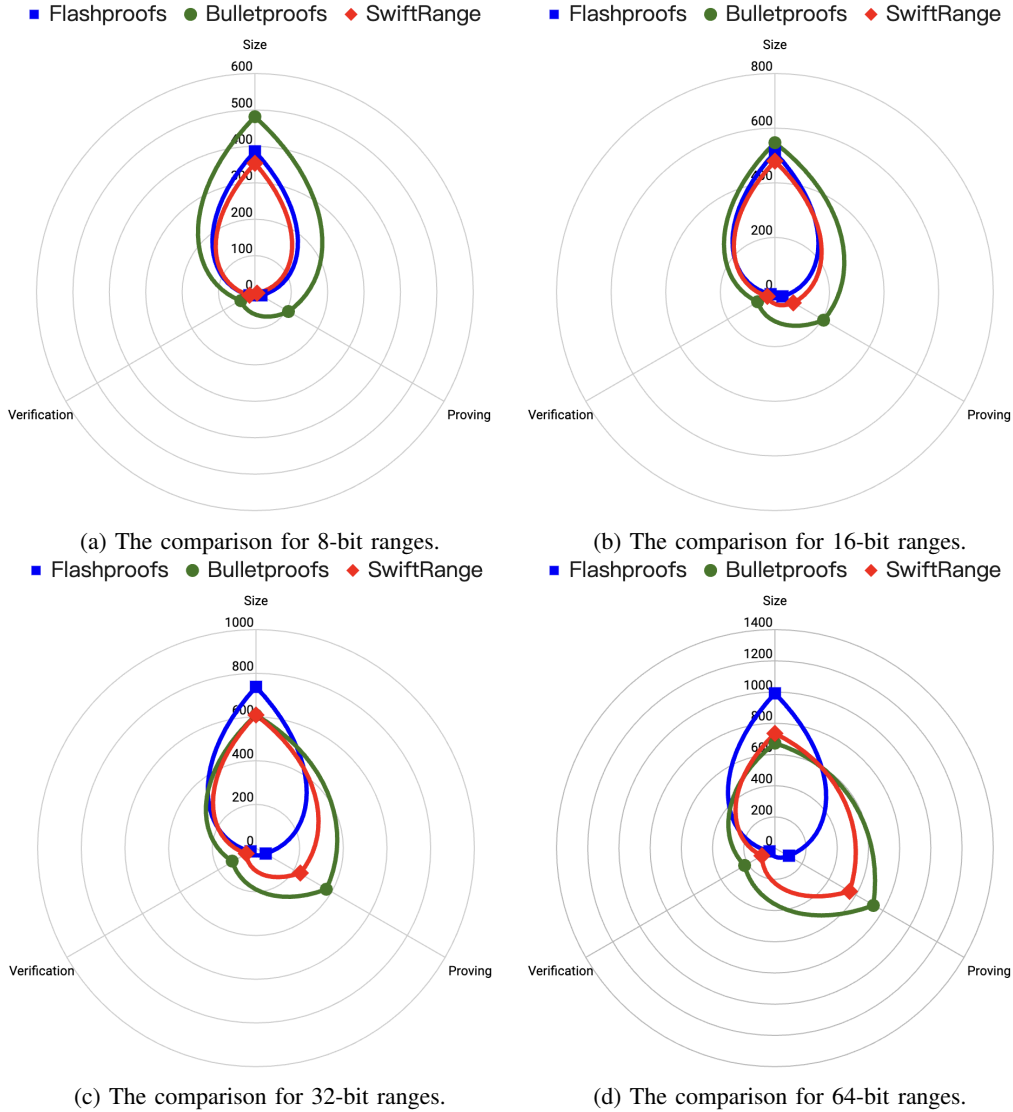 Flashproofs Bulletproofs SwiftRange
Size
600
500
400
300
200
100
0
Verification
Proving
(a) The comparison for 8-bit ranges.
Flashproofs Bulletproofs SwiftRange
Size
800
600
400
200
0
Verification
Proving
(b) The comparison for 16-bit ranges.
Flashproofs Bulletproofs SwiftRange
Size
1000
800
600
400
200
0
Verification
Proving
(c) The comparison for 32-bit ranges.
Flashproofs Bulletproofs SwiftRange
Size
1400
1200
1000
800
600
400
200
0
Verification
Proving
(d) The comparison for 64-bit ranges.